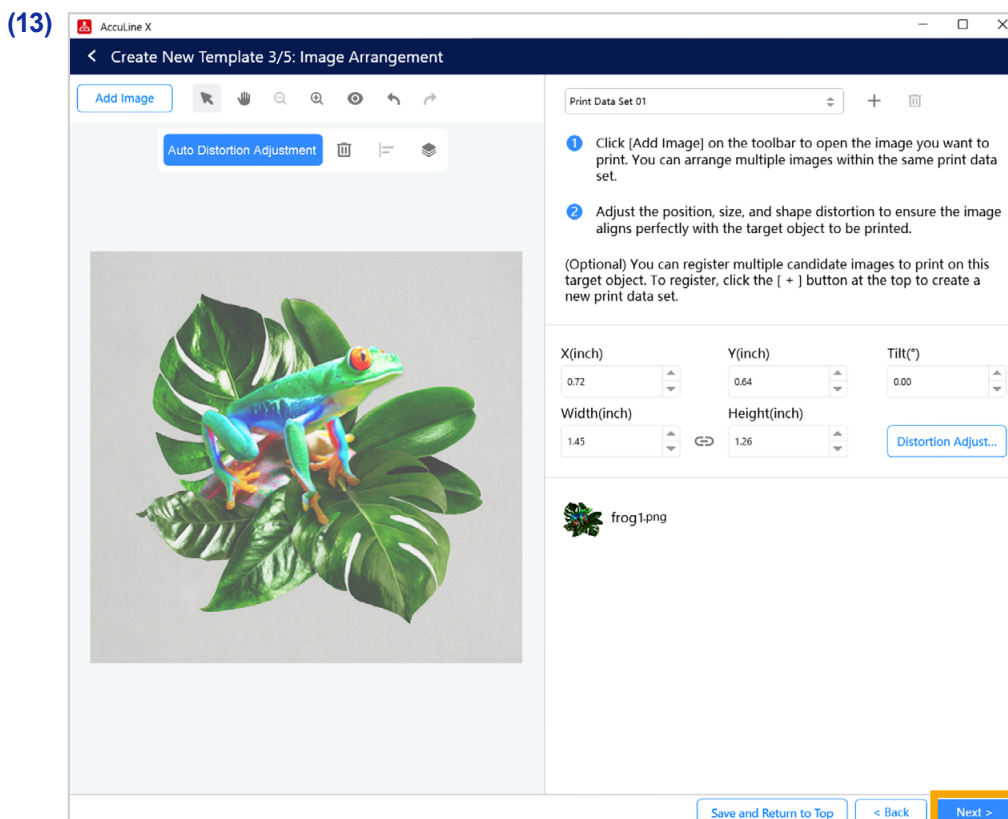 (13)
AccuLine X
< Create New Template 3/5: Image Arrangement
Add Image
Auto Distortion Adjustment
Print Data Set 01
1 Click [Add Image] on the toolbar to open the image you want to
print. You can arrange multiple images within the same print data
set.
2 Adjust the position, size, and shape distortion to ensure the image
aligns perfectly with the target object to be printed.
(Optional) You can register multiple candidate images to print on this
target object. To register, click the [ + ] button at the top to create a
new print data set.
X(inch) Y(inch) Tilt(°)
0.72 0.64 0.00
Width(inch) Height(inch)
1.45 1.26 Distortion Adjust...
frog1.png
Save and Return to Top < Back Next >